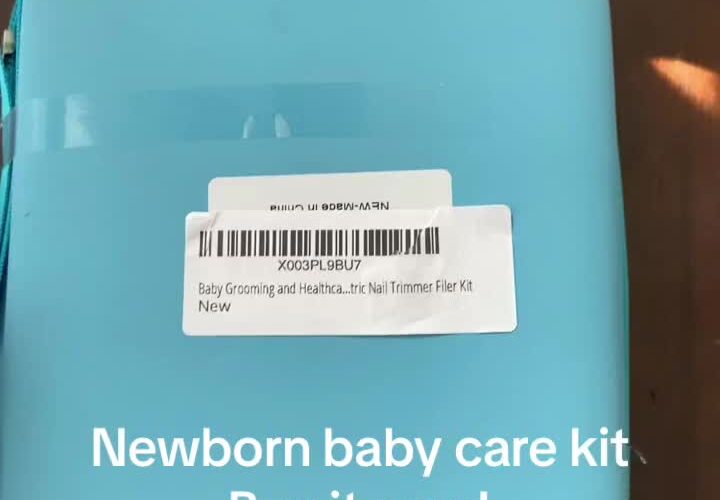 NEW-Made in China
X003PL9BU7
Baby Grooming and Healthca...tric Nail Trimmer Filer Kit
New
Newborn baby care kit